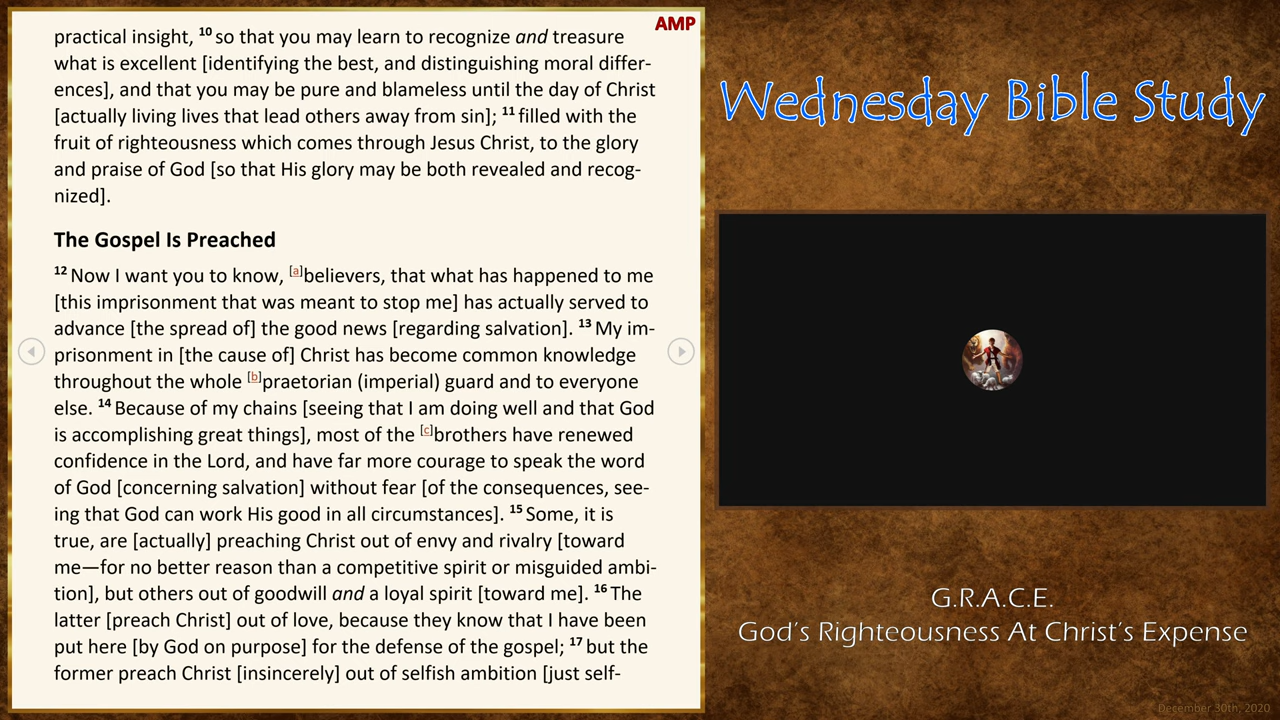 AMP
practical insight, 10 so that you may learn to recognize and treasure
what is excellent [identifying the best, and distinguishing moral differ-
ences], and that you may be pure and blameless until the day of Christ
[actually living lives that lead others away from sin]; 11 filled with the
fruit of righteousness which comes through Jesus Christ, to the glory
and praise of God [so that His glory may be both revealed and recog-
nized].
The Gospel Is Preached
12 Now I want you to know, [a]believers, that what has happened to me
[this imprisonment that was meant to stop me] has actually served to
advance [the spread of] the good news [regarding salvation]. 13 My im-
prisonment in [the cause of] Christ has become common knowledge
throughout the whole [b]praetorian (imperial) guard and to everyone
else. 14 Because of my chains [seeing that I am doing well and that God
is accomplishing great things], most of the [c]brothers have renewed
confidence in the Lord, and have far more courage to speak the word
of God [concerning salvation] without fear [of the consequences, see-
ing that God can work His good in all circumstances]. 15 Some, it is
true, are [actually] preaching Christ out of envy and rivalry [toward
me—for no better reason than a competitive spirit or misguided ambi-
tion], but others out of goodwill and a loyal spirit [toward me]. 16 The
latter [preach Christ] out of love, because they know that I have been
put here [by God on purpose] for the defense of the gospel; 17 but the
former preach Christ [insincerely] out of selfish ambition [just self-
Wednesday Bible Study
G.R.A.C.E.
God's Righteousness At Christ's Expense
December 30th, 2020